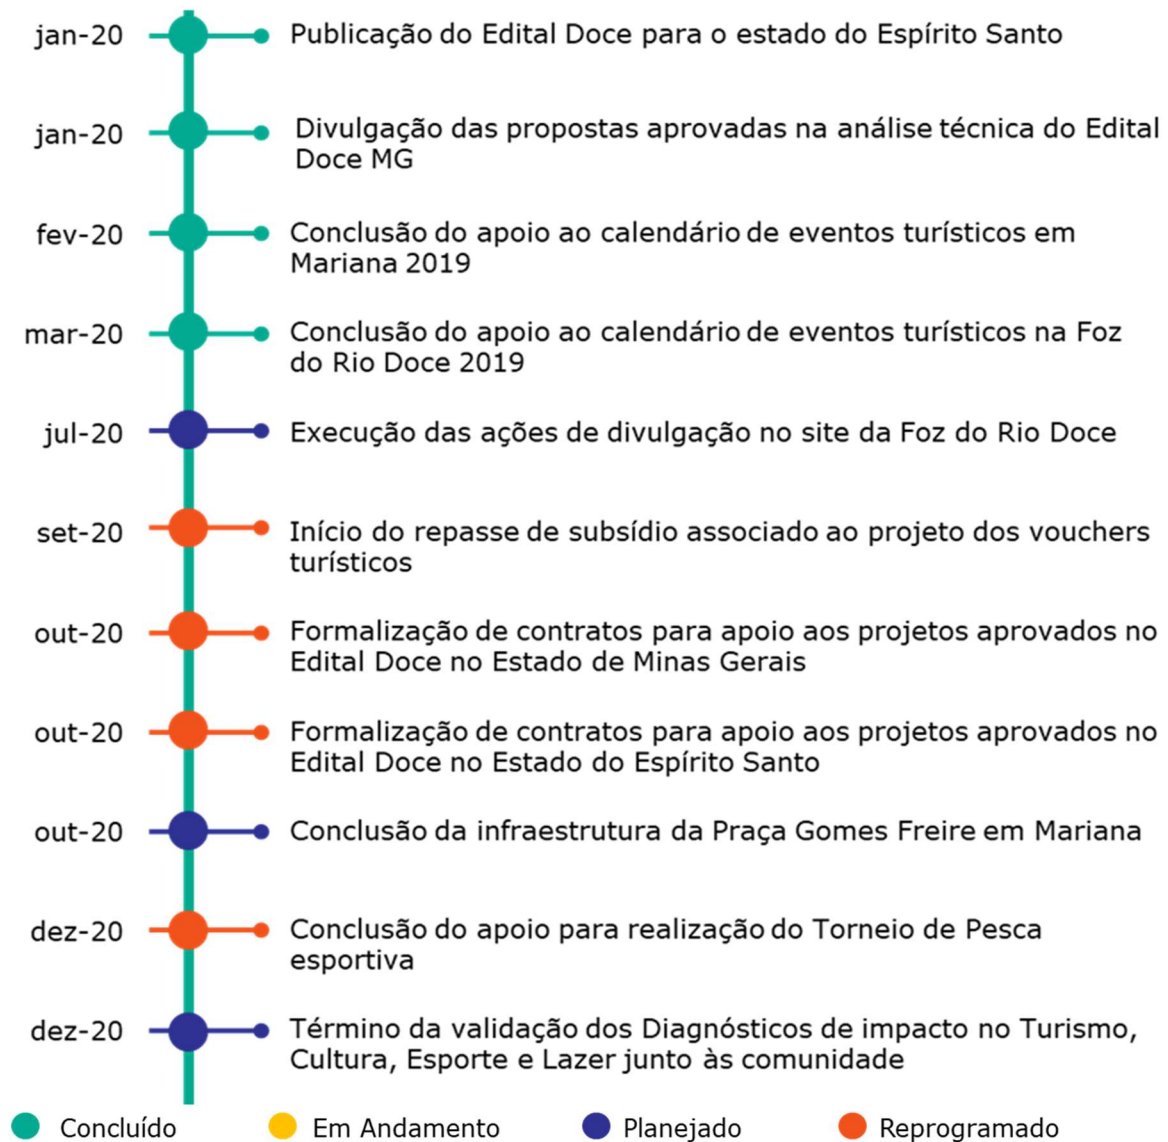 jan-20 Publicação do Edital Doce para o estado do Espírito Santo
jan-20 Divulgação das propostas aprovadas na análise técnica do Edital
Doce MG
fev-20 Conclusão do apoio ao calendário de eventos turísticos em
Mariana 2019
mar-20 Conclusão do apoio ao calendário de eventos turísticos na Foz
do Rio Doce 2019
jul-20 Execução das ações de divulgação no site da Foz do Rio Doce
set-20 Início do repasse de subsídio associado ao projeto dos vouchers
turísticos
out-20 Formalização de contratos para apoio aos projetos aprovados no
Edital Doce no Estado de Minas Gerais
out-20 Formalização de contratos para apoio aos projetos aprovados no
Edital Doce no Estado do Espírito Santo
out-20 Conclusão da infraestrutura da Praça Gomes Freire em Mariana
dez-20 Conclusão do apoio para realização do Torneio de Pesca
esportiva
dez-20 Término da validação dos Diagnósticos de impacto no Turismo,
Cultura, Esporte e Lazer junto às comunidade
Concluído Em Andamento Planejado Reprogramado